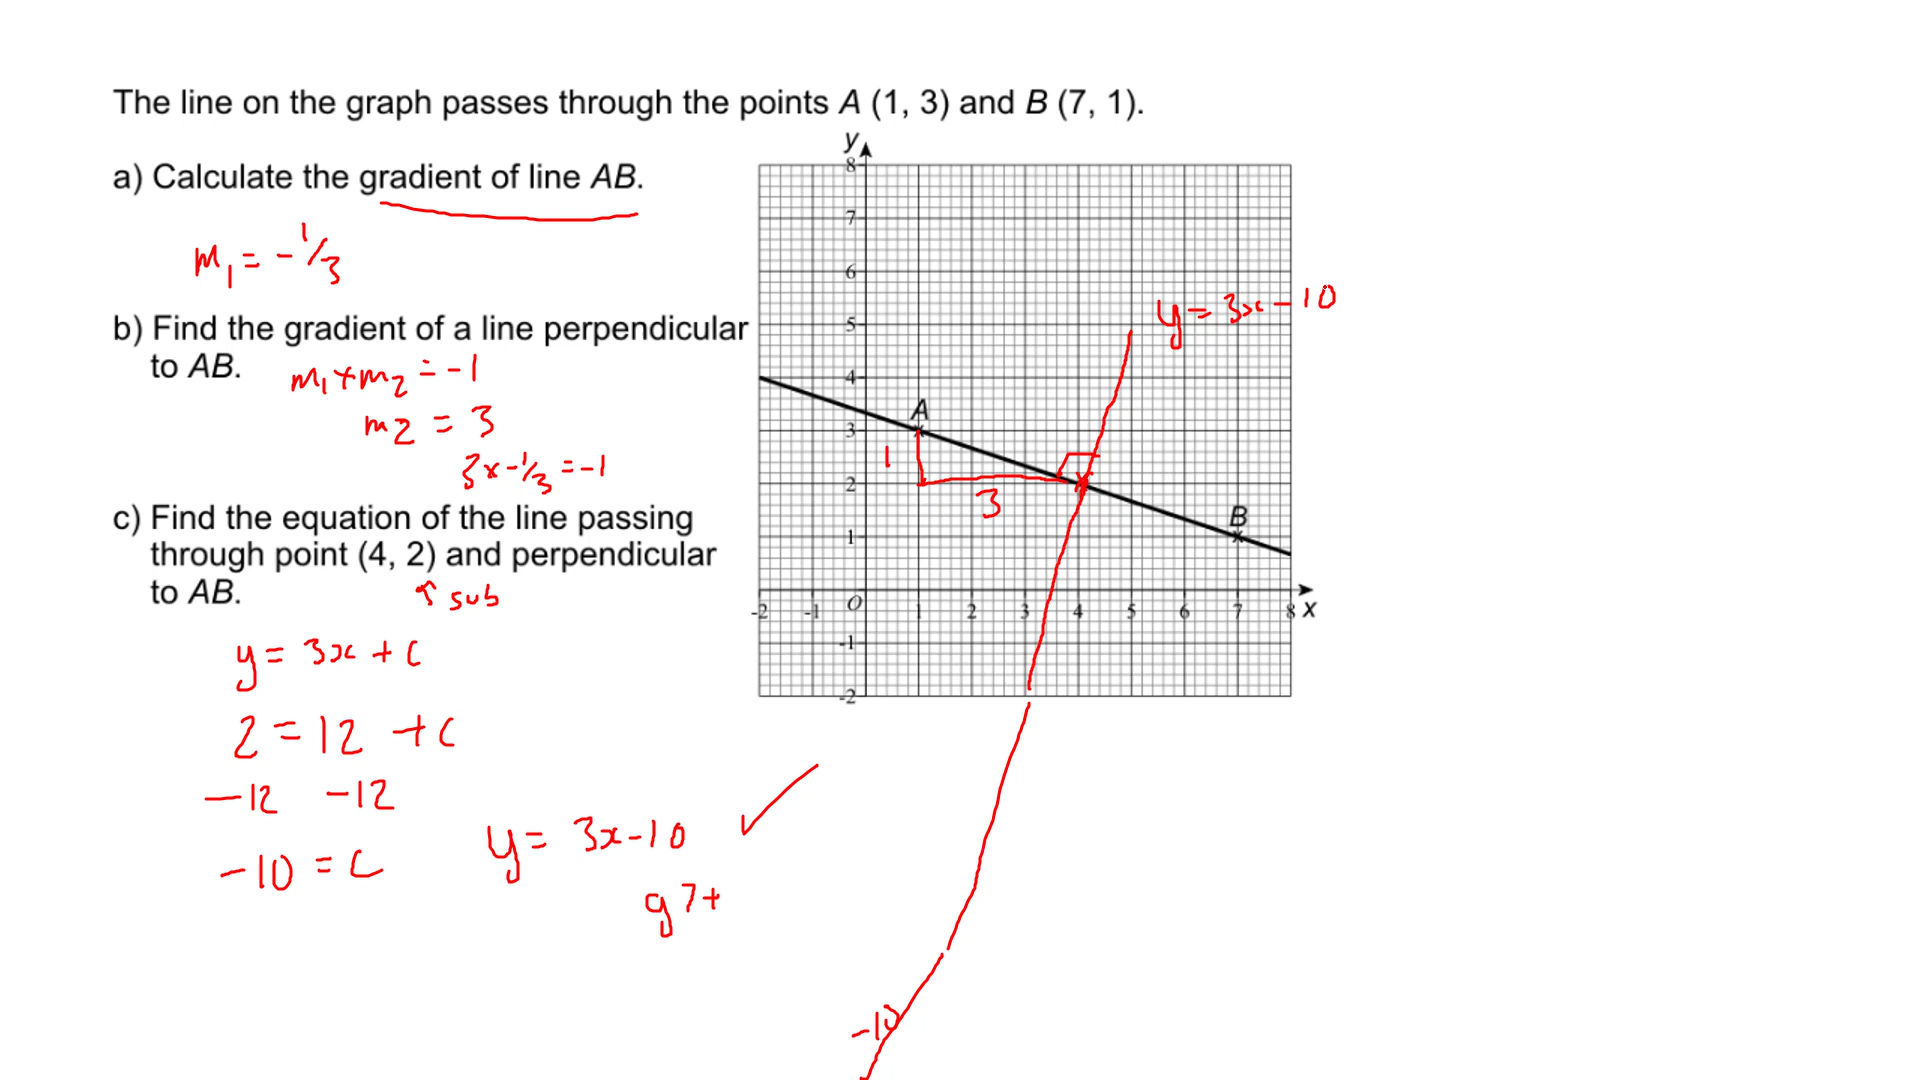 The line on the graph passes through the points A (1, 3) and B (7, 1).
a) Calculate the gradient of line AB.
m₁ = -1/3
b) Find the gradient of a line perpendicular
to AB.
m₁ × m₂ = -1
m2 = 3
3 x -1/3 = -1
c) Find the equation of the line passing
through point (4, 2) and perpendicular
to AB.
↑ sub
y = 3x + c
2 = 12 + c
-12 -12
-10 = c
y = 3x - 10 ✓
g7+
y
8
7
6
5
4
3
2
1
-1
-2
-2 -1 O 1 2 3 4 5 6 7 8 x
A
B
1
3
y = 3x - 10
-10